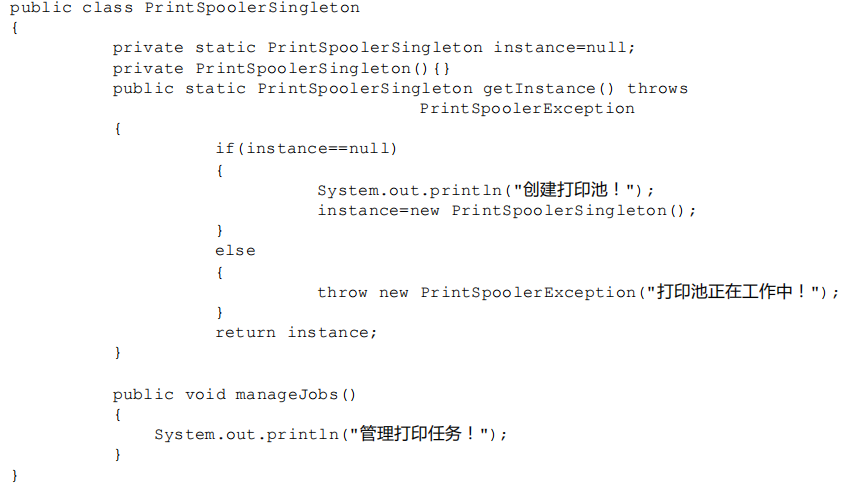 public class PrintSpoolerSingleton
{
private static PrintSpoolerSingleton instance=null;
private PrintSpoolerSingleton(){}
public static PrintSpoolerSingleton getInstance() throws
PrintSpoolerException
{
if(instance==null)
{
System.out.println("创建打印池！");
instance=new PrintSpoolerSingleton();
}
else
{
throw new PrintSpoolerException("打印池正在工作中！");
}
return instance;
}
public void manageJobs()
{
System.out.println("管理打印任务！");
}
}